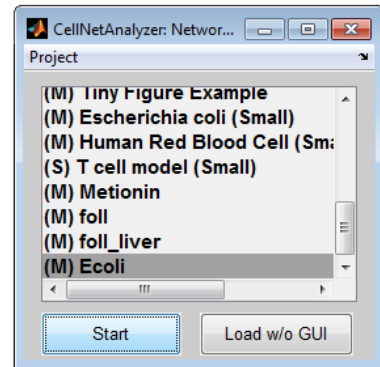 CellNetAnalyzer: Networ...
Project
(M) Tiny Figure Example
(M) Escherichia coli (Small)
(M) Human Red Blood Cell (Sma
(S) T cell model (Small)
(M) Metionin
(M) foll
(M) foll_liver
(M) Ecoli
Start
Load w/o GUI